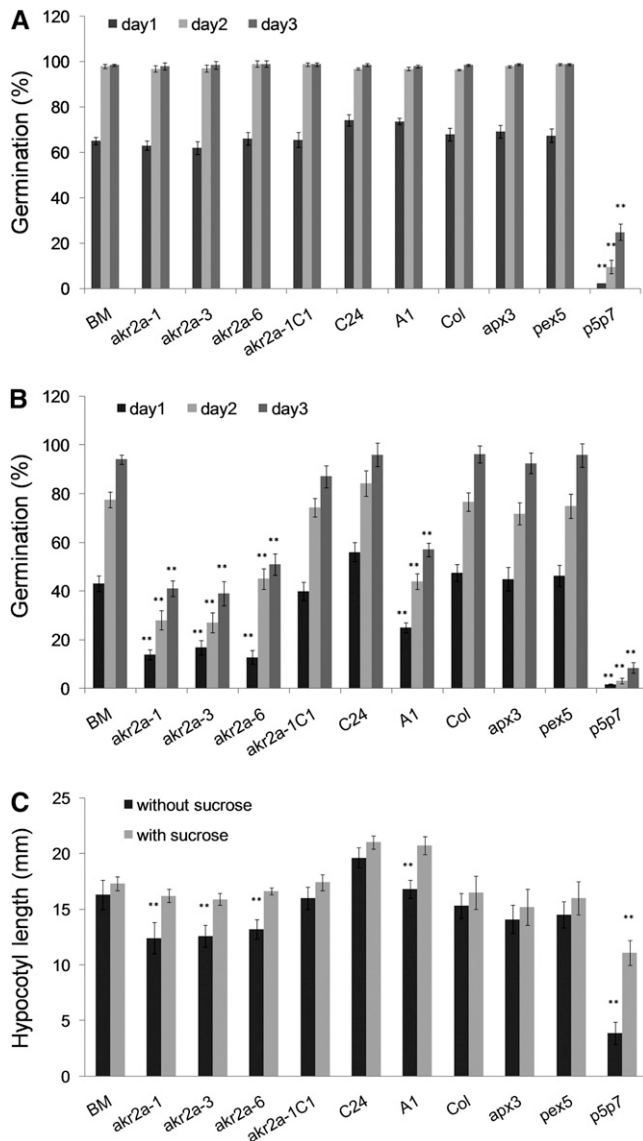 A
day1 day2 day3
Germination (%)
120
100
80
60
40
20
0
** ** **
BM akr2a-1 akr2a-3 akr2a-6 akr2a-1C1 C24 A1 Col apx3 pex5 p5p7
B
day1 day2 day3
Germination (%)
120
100
80
60
40
20
0
** ** ** ** ** ** ** ** ** ** ** ** ** ** **
BM akr2a-1 akr2a-3 akr2a-6 akr2a-1C1 C24 A1 Col apx3 pex5 p5p7
C
without sucrose
with sucrose
Hypocotyl length (mm)
25
20
15
10
5
0
** ** ** ** ** **
BM akr2a-1 akr2a-3 akr2a-6 akr2a-1C1 C24 A1 Col apx3 pex5 p5p7